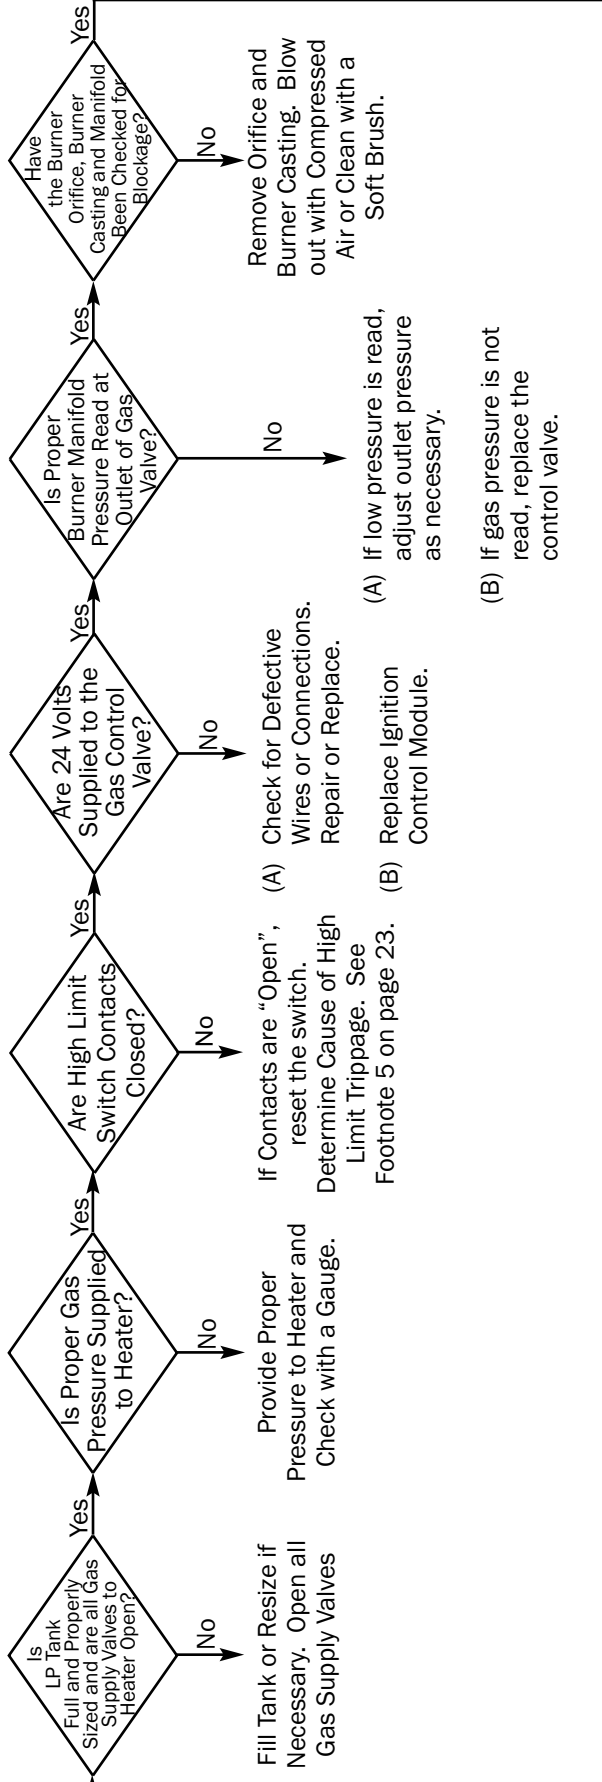 Is
LP Tank
Full and Properly
Sized and are all Gas
Supply Valves to
Heater Open?
Yes
No
Fill Tank or Resize if
Necessary. Open all
Gas Supply Valves
Is Proper Gas
Pressure Supplied
to Heater?
Yes
No
Provide Proper
Pressure to Heater and
Check with a Gauge.
Are High Limit
Switch Contacts
Closed?
Yes
No
If Contacts are “Open”,
reset the switch.
Determine Cause of High
Limit Trippage. See
Footnote 5 on page 23.
Are 24 Volts
Supplied to the
Gas Control
Valve?
Yes
No
(A) Check for Defective
Wires or Connections.
Repair or Replace.
(B) Replace Ignition
Control Module.
Is Proper
Burner Manifold
Pressure Read at
Outlet of Gas
Valve?
Yes
No
(A) If low pressure is read,
adjust outlet pressure
as necessary.
(B) If gas pressure is not
read, replace the
control valve.
Have
the Burner
Orifice, Burner
Casting and Manifold
Been Checked for
Blockage?
Yes
No
Remove Orifice and
Burner Casting. Blow
out with Compressed
Air or Clean with a
Soft Brush.